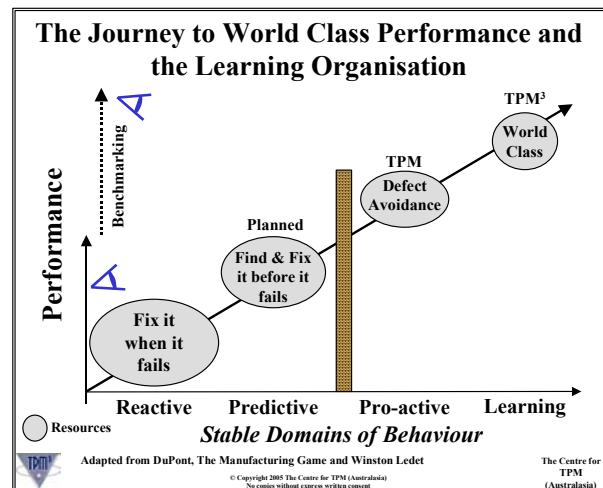 The Journey to World Class Performance and
the Learning Organisation
TPM³
World
Class
Benchmarking
TPM
Defect
Avoidance
Planned
Find & Fix
it before it
fails
Performance
Fix it
when it
fails
Reactive
Predictive
Pro-active
Learning
Resources
Stable Domains of Behaviour
TPM³
Adapted from DuPont, The Manufacturing Game and Winston Ledet
© Copyright 2005 The Centre for TPM (Australasia)
No copies without express written consent
The Centre for
TPM
(Australasia)